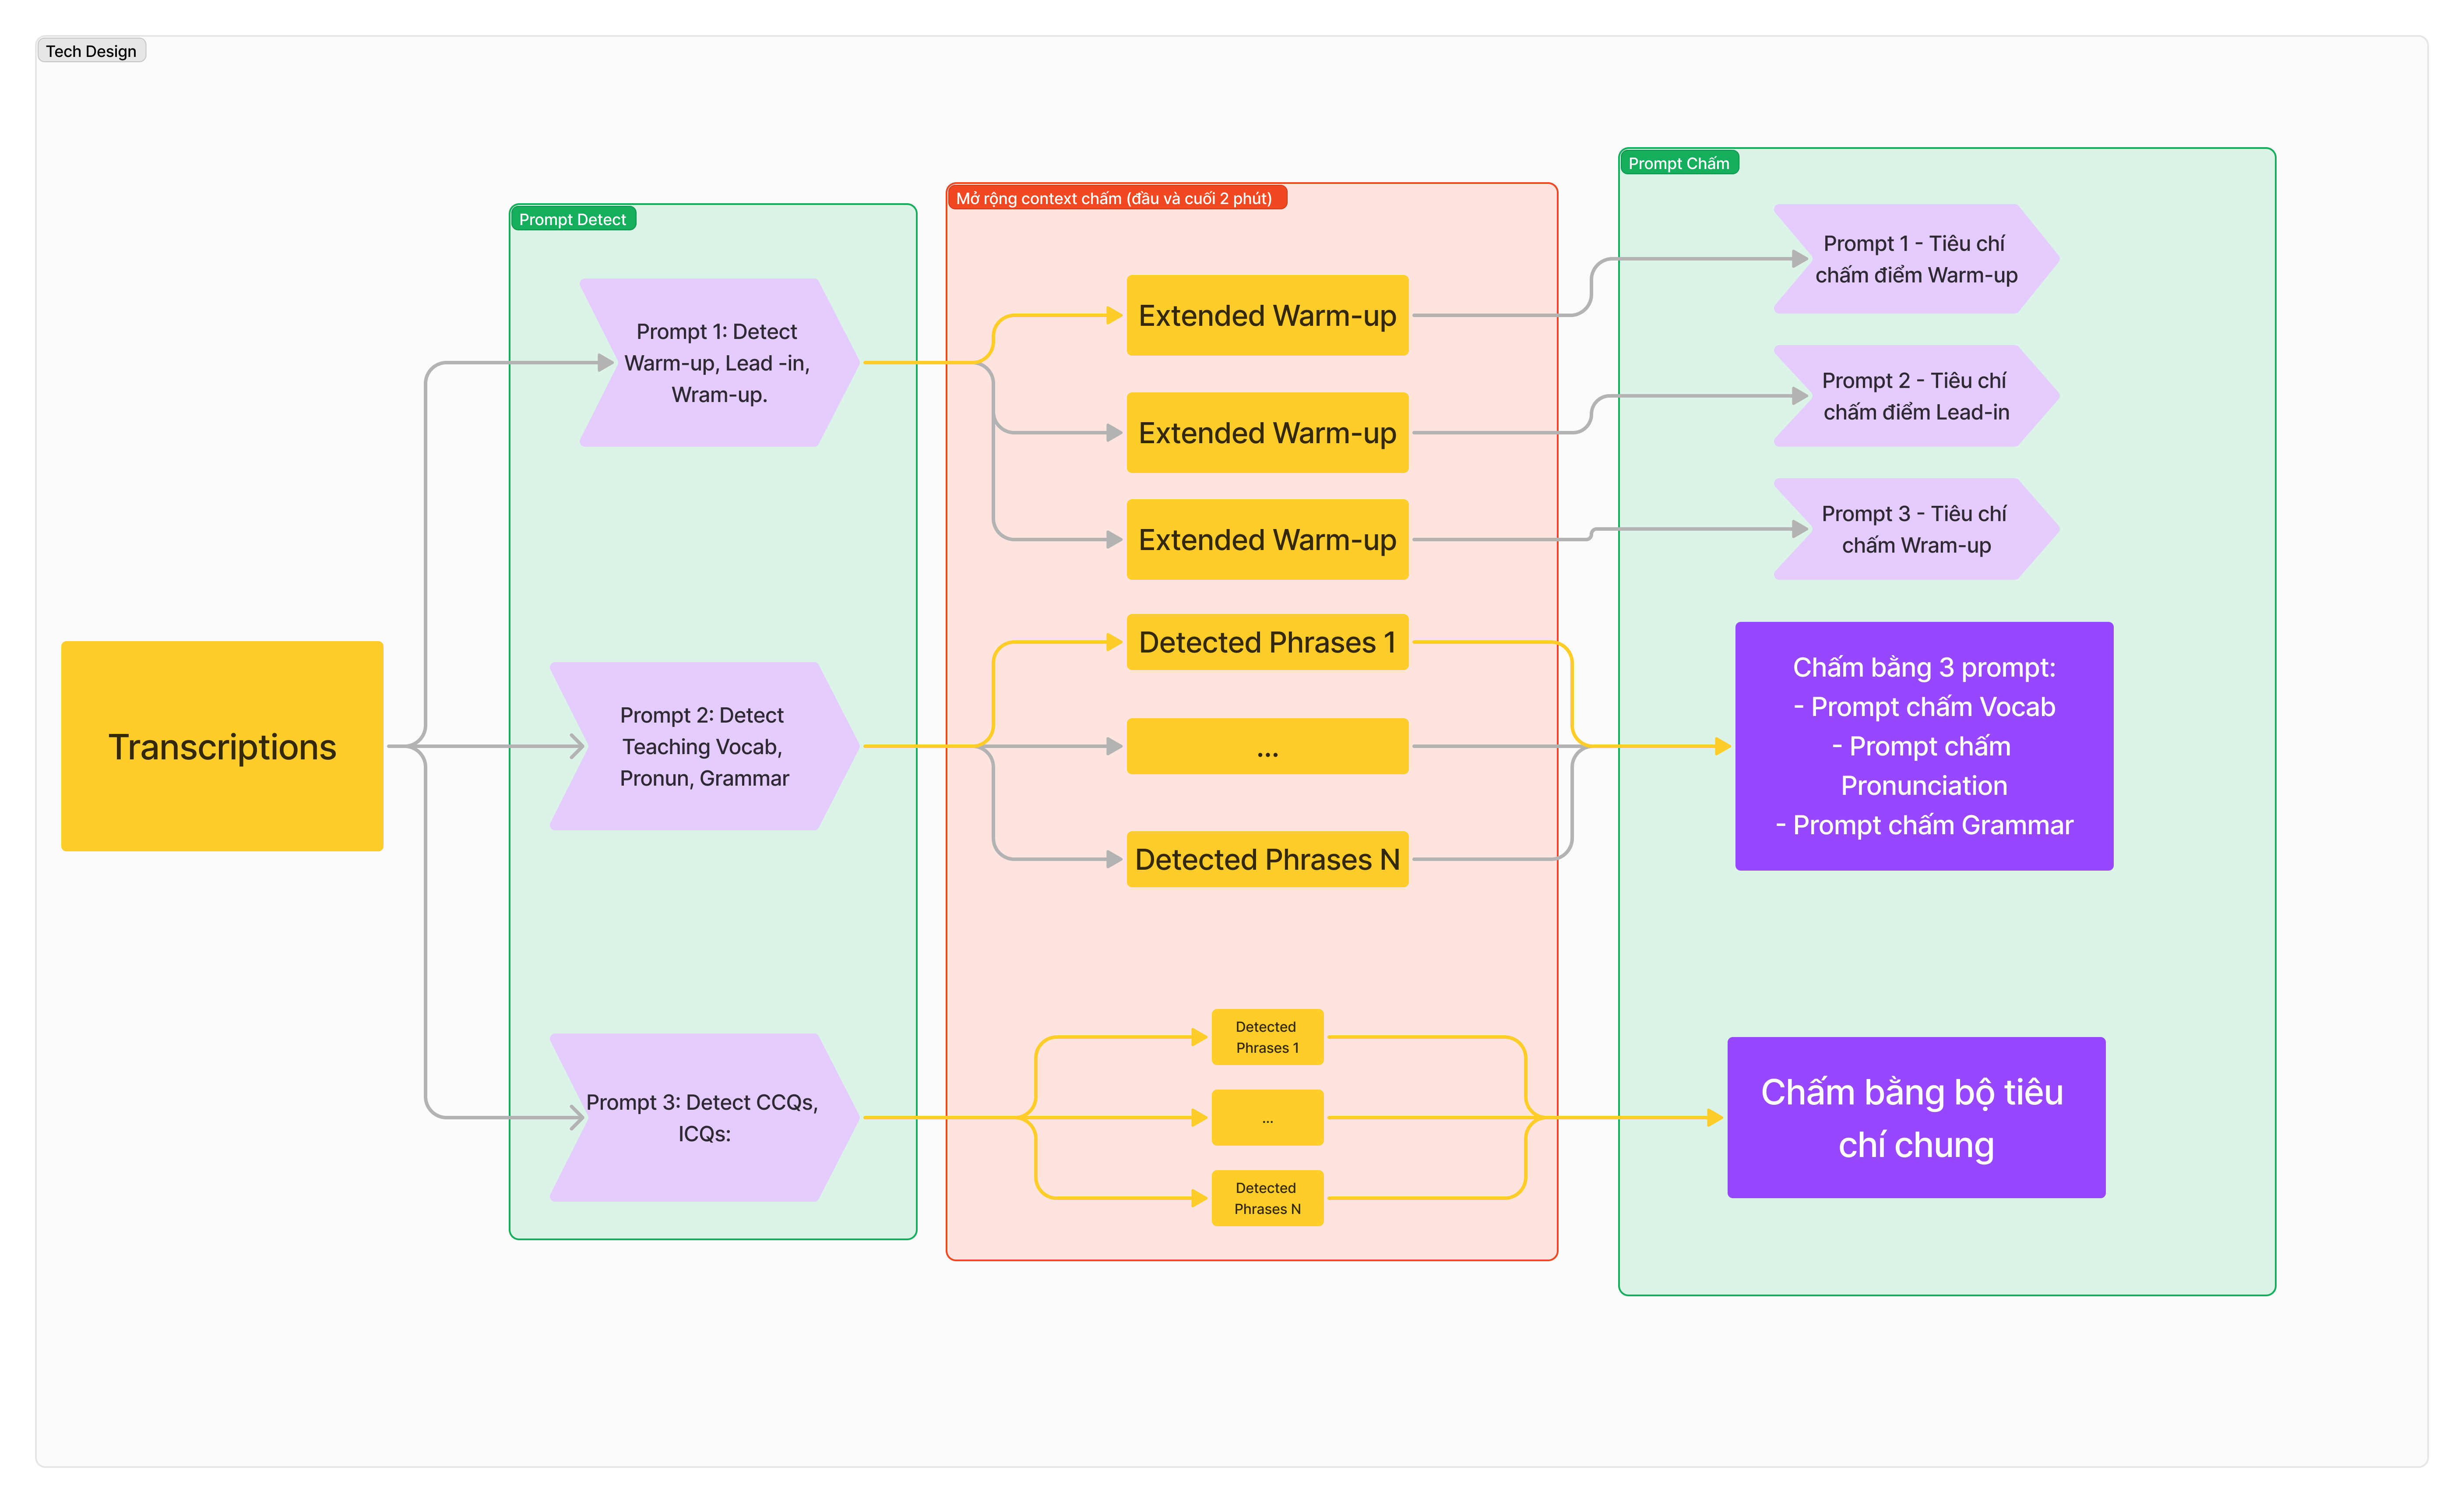 Tech Design
Transcriptions
Prompt Detect
Prompt 1: Detect
Warm-up, Lead -in,
Wram-up.
Prompt 2: Detect
Teaching Vocab,
Pronun, Grammar
Prompt 3: Detect CCQs,
ICQs:
Mở rộng context chấm (đầu và cuối 2 phút)
Extended Warm-up
Extended Warm-up
Extended Warm-up
Detected Phrases 1
...
Detected Phrases N
Detected
Phrases 1
...
Detected
Phrases N
Prompt Chấm
Prompt 1 - Tiêu chí
chấm điểm Warm-up
Prompt 2 - Tiêu chí
chấm điểm Lead-in
Prompt 3 - Tiêu chí
chấm Wram-up
Chấm bằng 3 prompt:
- Prompt chấm Vocab
- Prompt chấm
Pronunciation
- Prompt chấm Grammar
Chấm bằng bộ tiêu
chí chung